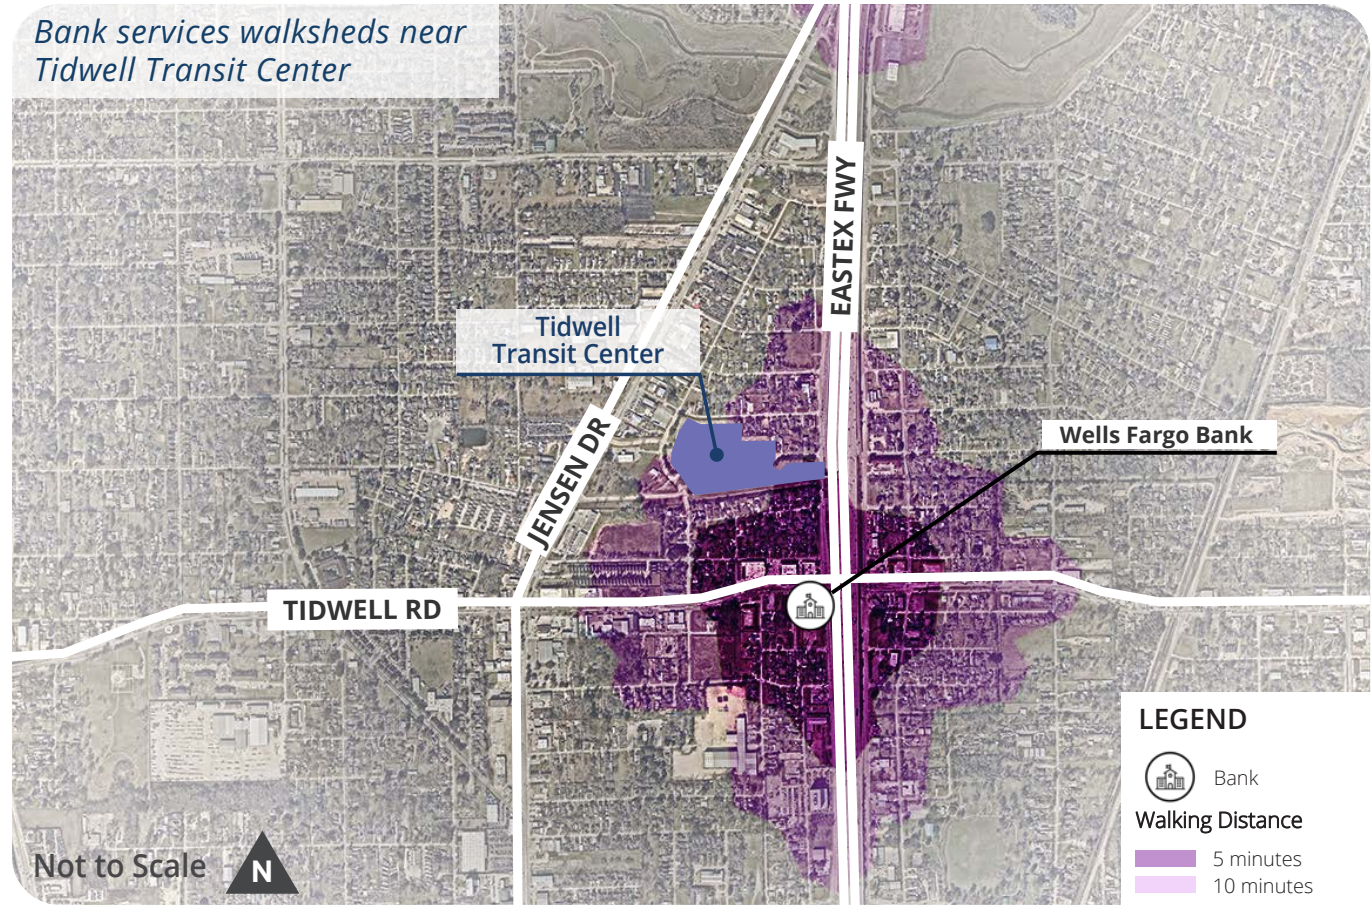 Bank services walksheds near
Tidwell Transit Center
EASTEX FWY
Tidwell
Transit Center
Wells Fargo Bank
JENSEN DR
TIDWELL RD
LEGEND
Bank
Walking Distance
5 minutes
10 minutes
Not to Scale
N